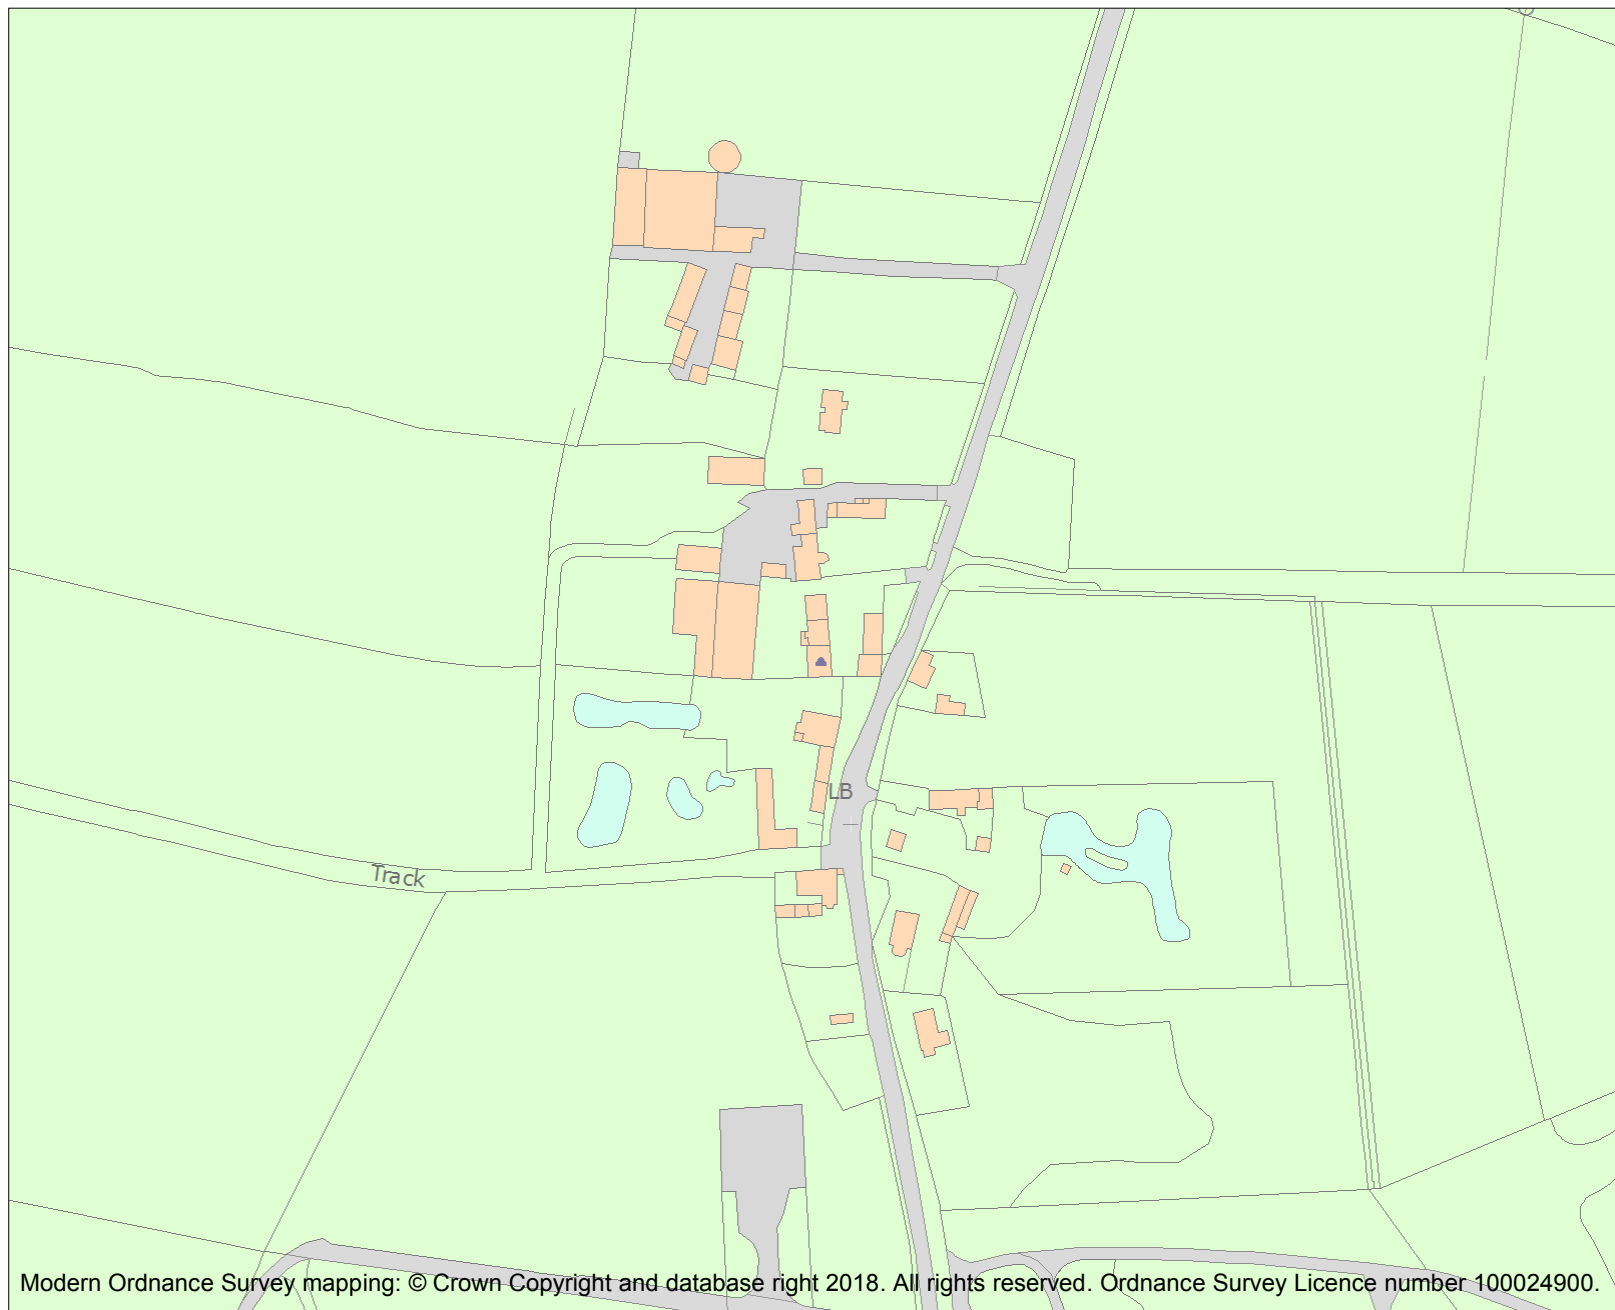 LB
Track
Modern Ordnance Survey mapping: © Crown Copyright and database right 2018. All rights reserved. Ordnance Survey Licence number 100024900.